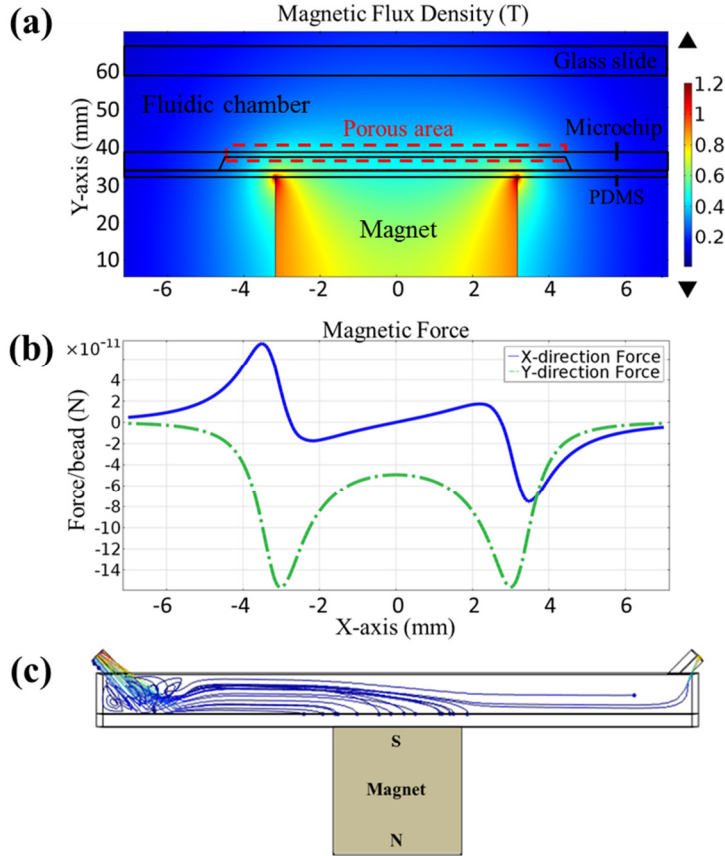 (a)
Magnetic Flux Density (T)
Glass slide
Fluidic chamber
Porous area
Microchip
PDMS
Magnet
Y-axis (mm)
60
50
40
30
20
10
-6 -4 -2 0 2 4 6
1.2
1
0.8
0.6
0.4
0.2
(b)
Magnetic Force
×10⁻¹¹
X-direction Force
Y-direction Force
Force/bead (N)
4
2
0
-2
-4
-6
-8
-10
-12
-14
-6 -4 -2 0 2 4 6
X-axis (mm)
(c)
S
Magnet
N